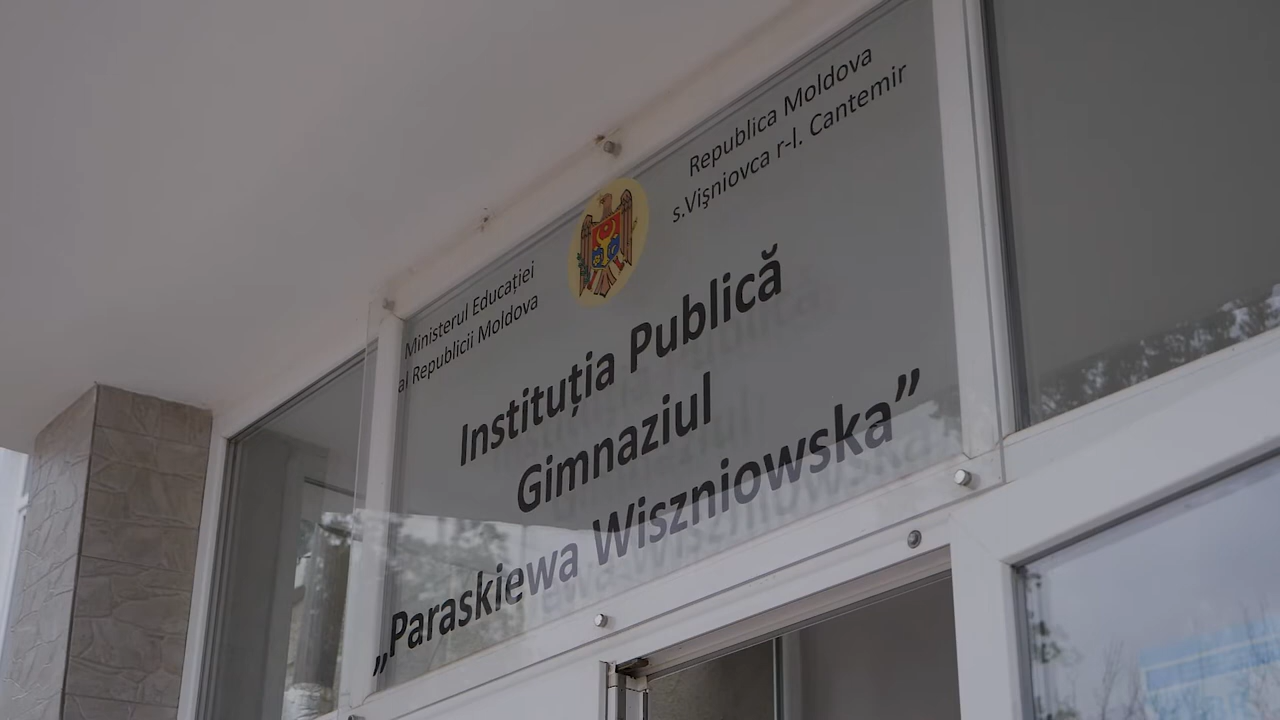 Ministerul Educației
al Republicii Moldova
Republica Moldova
s.Vişniovca r-l. Cantemir
Instituția Publică
Gimnaziul
„Paraskiewa Wiszniowska”